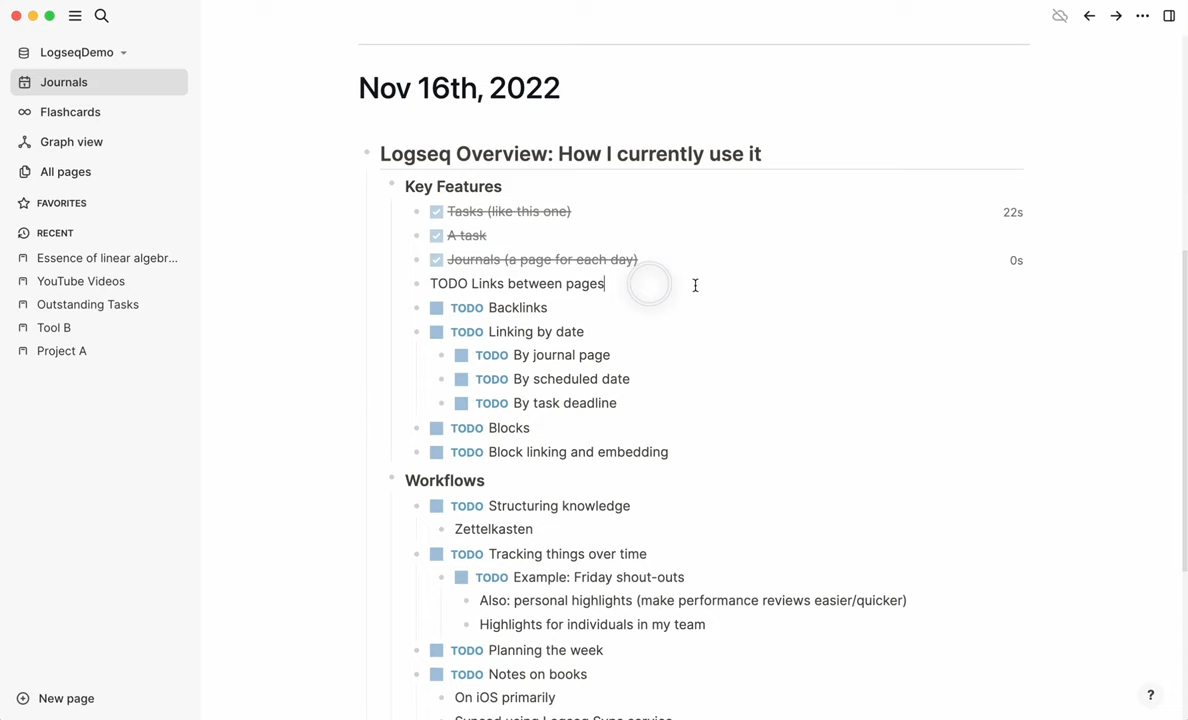 LogseqDemo
Journals
Flashcards
Graph view
All pages
FAVORITES
RECENT
Essence of linear algebr...
YouTube Videos
Outstanding Tasks
Tool B
Project A
New page
Nov 16th, 2022
Logseq Overview: How I currently use it
Key Features
Tasks (like this one) 22s
A task
Journals (a page for each day) 0s
TODO Links between pages
TODO Backlinks
TODO Linking by date
TODO By journal page
TODO By scheduled date
TODO By task deadline
TODO Blocks
TODO Block linking and embedding
Workflows
TODO Structuring knowledge
Zettelkasten
TODO Tracking things over time
TODO Example: Friday shout-outs
Also: personal highlights (make performance reviews easier/quicker)
Highlights for individuals in my team
TODO Planning the week
TODO Notes on books
On iOS primarily
Synced using Logseq Sync service
?